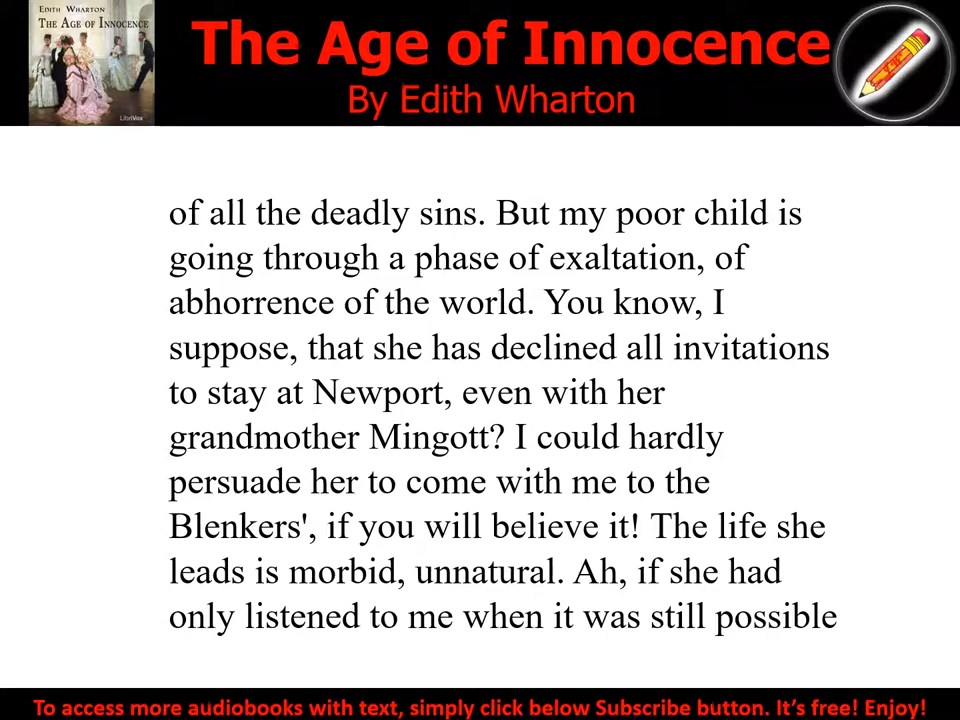 EDITH WHARTON
THE AGE OF INNOCENCE
LibriVox
The Age of Innocence
By Edith Wharton
of all the deadly sins. But my poor child is
going through a phase of exaltation, of
abhorrence of the world. You know, I
suppose, that she has declined all invitations
to stay at Newport, even with her
grandmother Mingott? I could hardly
persuade her to come with me to the
Blenkers', if you will believe it! The life she
leads is morbid, unnatural. Ah, if she had
only listened to me when it was still possible
To access more audiobooks with text, simply click below Subscribe button. It's free! Enjoy!